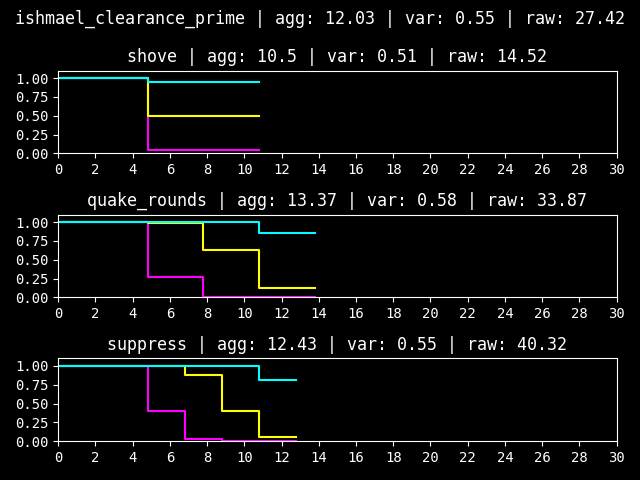 ishmael_clearance_prime | agg: 12.03 | var: 0.55 | raw: 27.42
shove | agg: 10.5 | var: 0.51 | raw: 14.52
1.00
0.75
0.50
0.25
0.00
0 2 4 6 8 10 12 14 16 18 20 22 24 26 28 30
quake_rounds | agg: 13.37 | var: 0.58 | raw: 33.87
1.00
0.75
0.50
0.25
0.00
0 2 4 6 8 10 12 14 16 18 20 22 24 26 28 30
suppress | agg: 12.43 | var: 0.55 | raw: 40.32
1.00
0.75
0.50
0.25
0.00
0 2 4 6 8 10 12 14 16 18 20 22 24 26 28 30